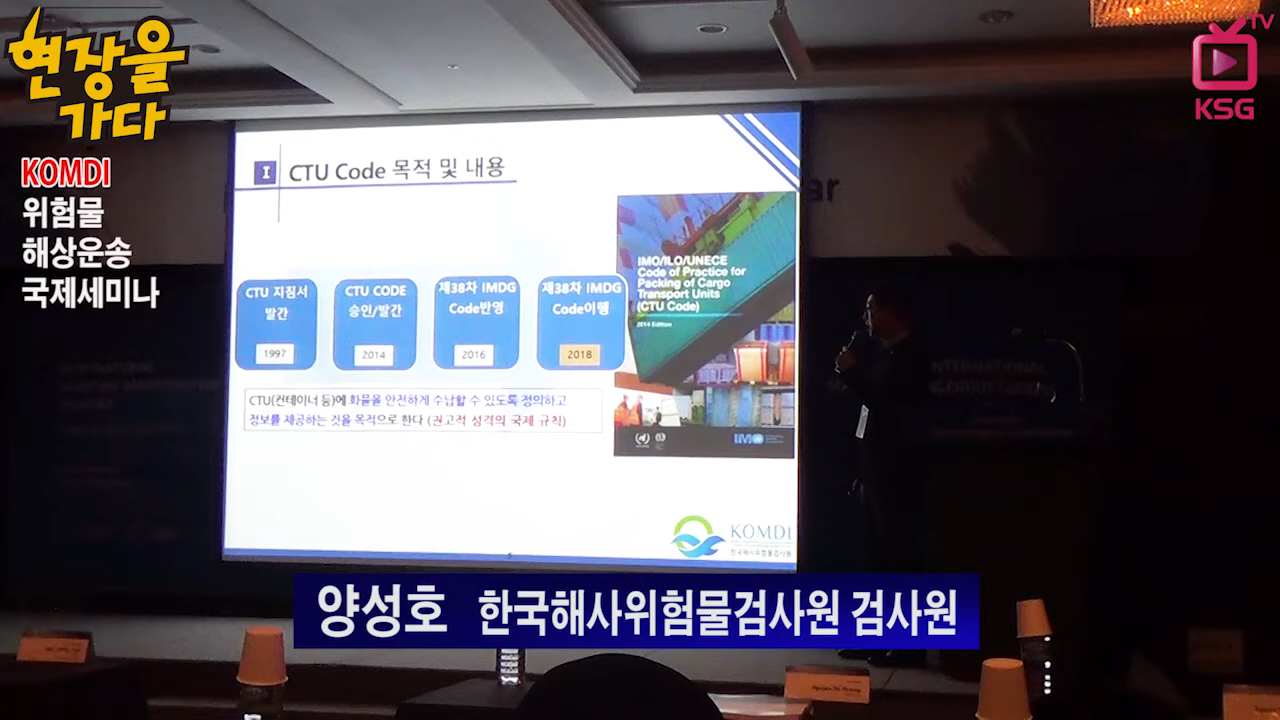 현장을
가다
KOMDI
위험물
해상운송
국제세미나
TV
KSG
I CTU Code 목적 및 내용
CTU 지침서
발간
1997
CTU CODE
승인/발간
2014
제38차 IMDG
Code반영
2016
제38차 IMDG
Code이행
2018
CTU(컨테이너 등)에 화물을 안전하게 수납할 수 있도록 정의하고
정보를 제공하는 것을 목적으로 한다 (권고적 성격의 국제 규칙)
IMO/ILO/UNECE
Code of Practice for
Packing of Cargo
Transport Units
(CTU Code)
2014 Edition
IMO
KOMDI
한국해사위험물검사원
ar
INTERNATIONAL
양성호 한국해사위험물검사원 검사원